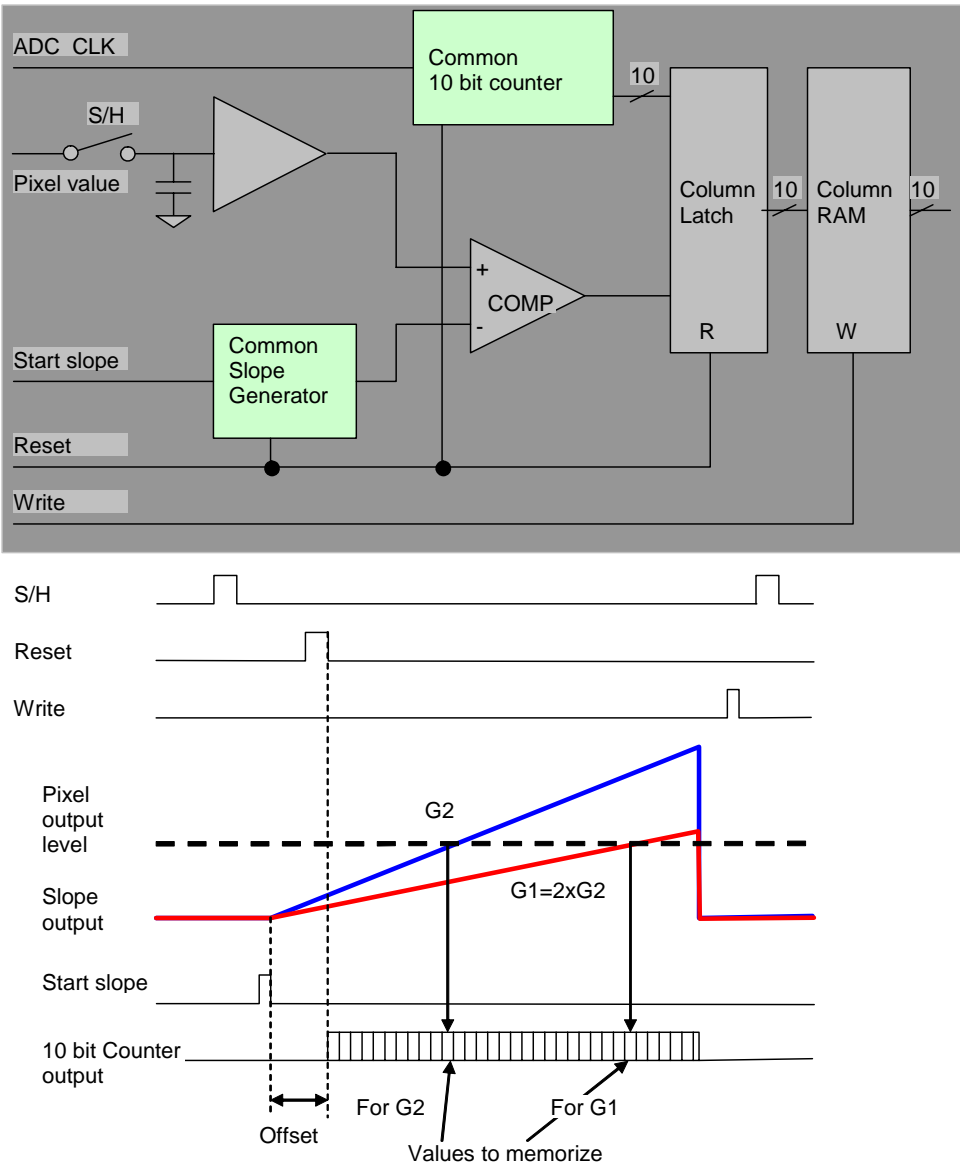 ADC CLK
Common
10 bit counter
10
S/H
Pixel value
Column
Latch
10
Column
RAM
10
+
COMP
-
R
W
Start slope
Common
Slope
Generator
Reset
Write
S/H
Reset
Write
Pixel
output
level
G2
G1=2xG2
Slope
output
Start slope
10 bit Counter
output
For G2
For G1
Offset
Values to memorize